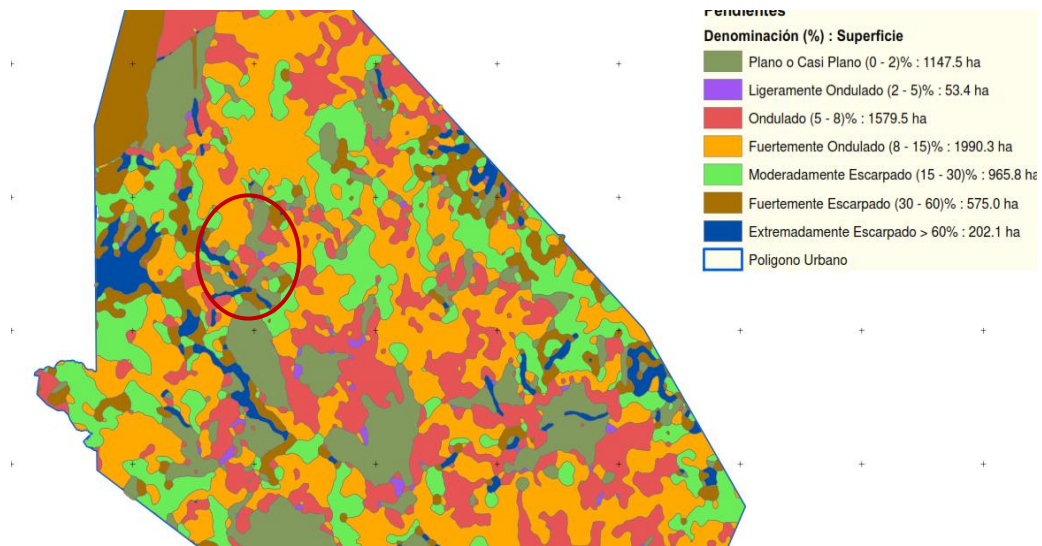 Pendientes
Denominación (%) : Superficie
Plano o Casi Plano (0 - 2)% : 1147.5 ha
Ligeramente Ondulado (2 - 5)% : 53.4 ha
Ondulado (5 - 8)% : 1579.5 ha
Fuertemente Ondulado (8 - 15)% : 1990.3 ha
Moderadamente Escarpado (15 - 30)% : 965.8 ha
Fuertemente Escarpado (30 - 60)% : 575.0 ha
Extremadamente Escarpado > 60% : 202.1 ha
Poligono Urbano